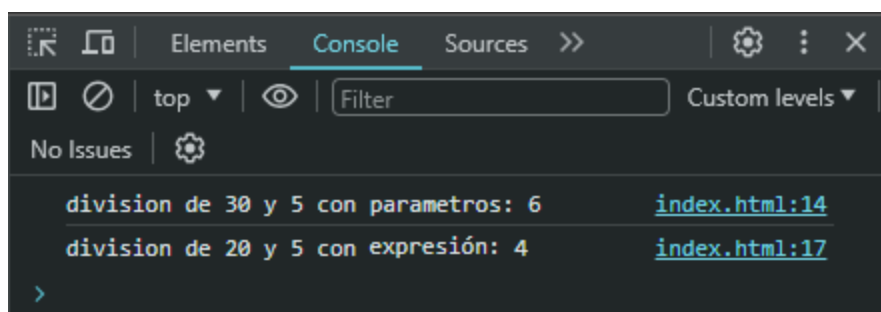 Elements Console Sources
top Filter Custom levels
No Issues
division de 30 y 5 con parametros: 6 index.html:14
division de 20 y 5 con expresión: 4 index.html:17